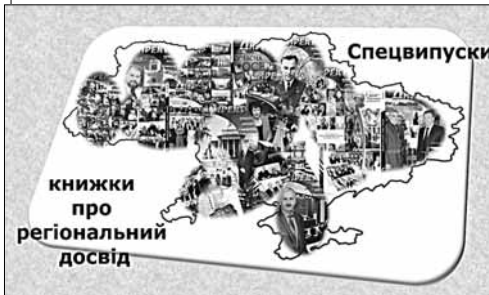 Спецвипуски
книжки
про
регіональний
досвід